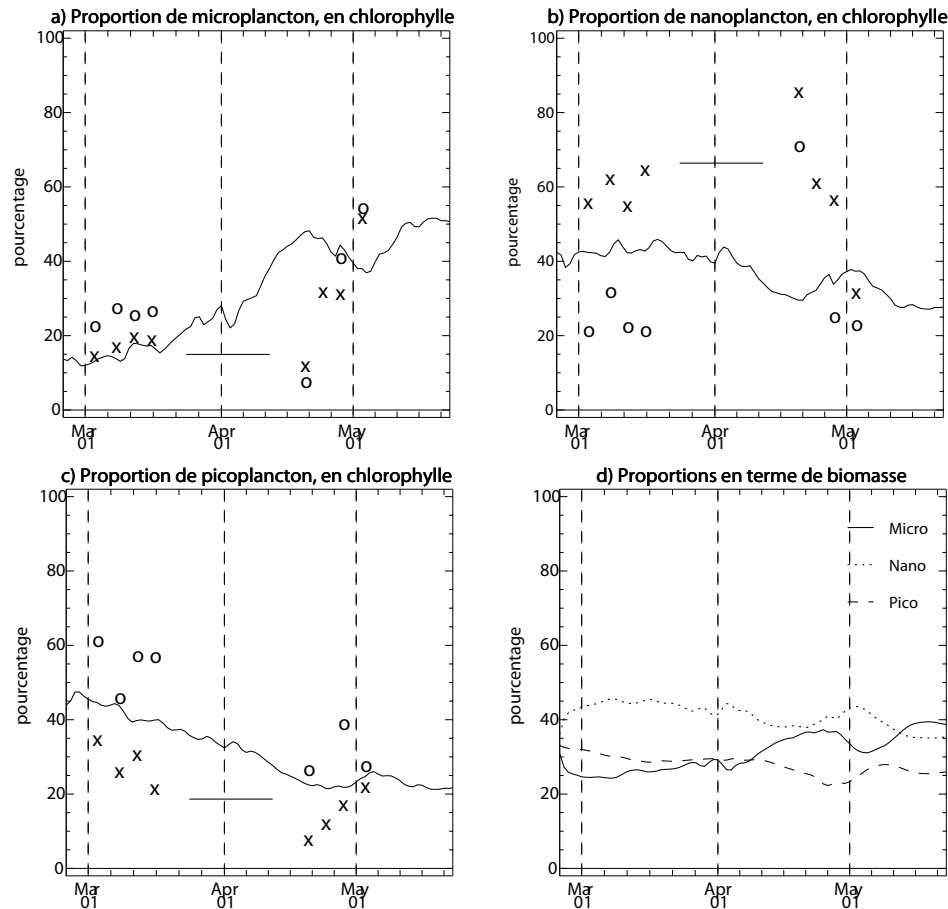 a) Proportion de microplancton, en chlorophylle
100
80
60
40
20
0
pourcentage
Mar 01
Apr 01
May 01
b) Proportion de nanoplancton, en chlorophylle
100
80
60
40
20
0
pourcentage
Mar 01
Apr 01
May 01
c) Proportion de picoplancton, en chlorophylle
100
80
60
40
20
0
pourcentage
Mar 01
Apr 01
May 01
d) Proportions en terme de biomasse
100
80
60
40
20
0
pourcentage
Micro
Nano
Pico
Mar 01
Apr 01
May 01